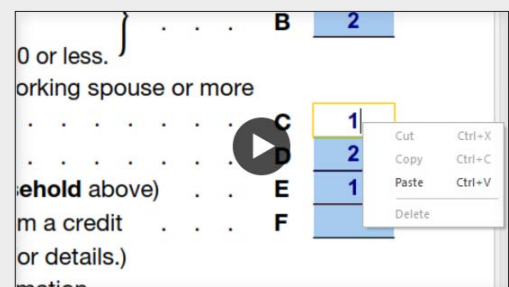 . . . B 2
0 or less.
orking spouse or more
. . . . . . . . C 1
. . . . . . . . D 2
ehold above) . . E 1
m a credit . . . F
or details.)
Cut Ctrl+X
Copy Ctrl+C
Paste Ctrl+V
Delete